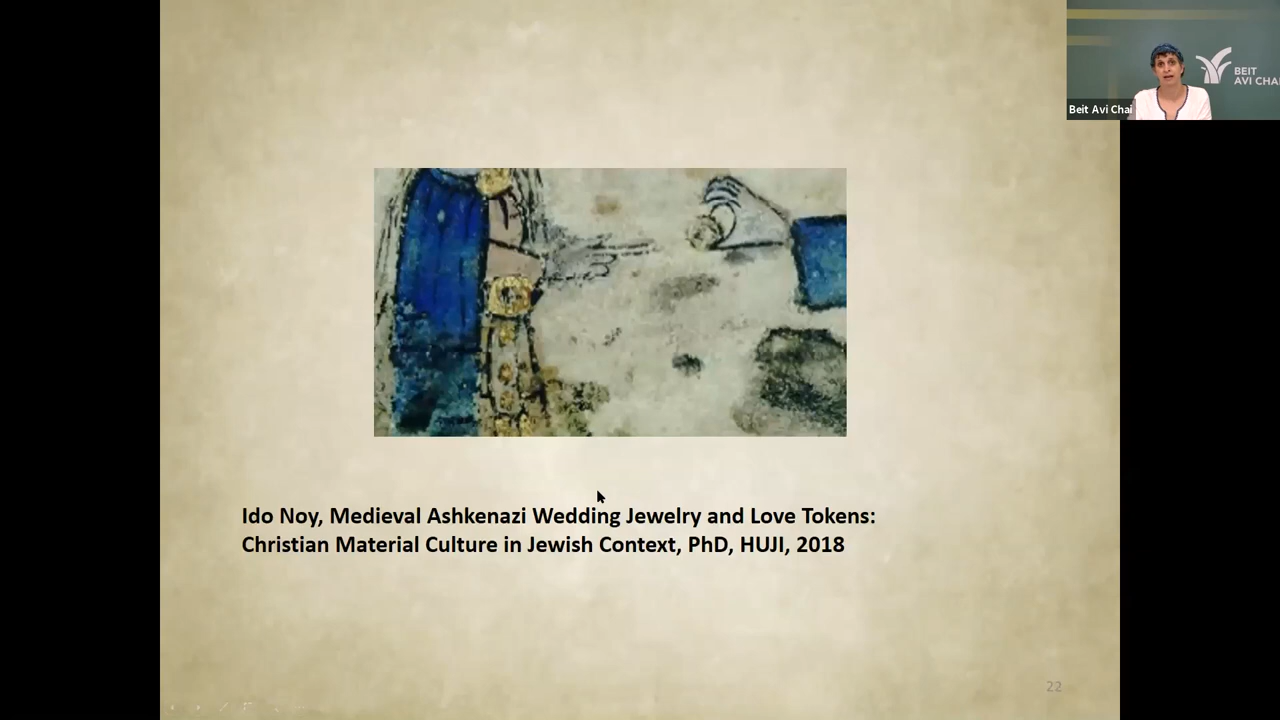 BEIT
AVI CHAI
Beit Avi Chai
Ido Noy, Medieval Ashkenazi Wedding Jewelry and Love Tokens:
Christian Material Culture in Jewish Context, PhD, HUJI, 2018
22